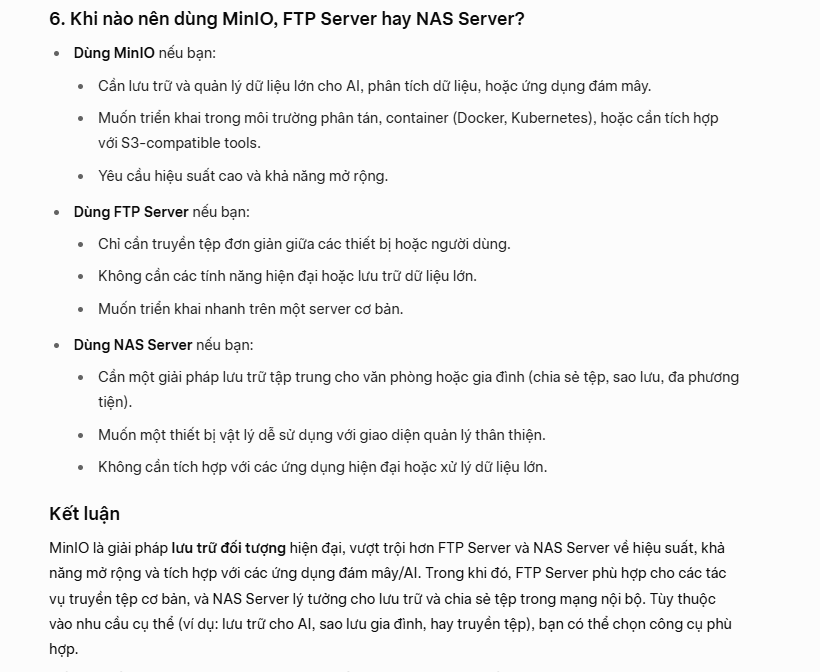 6. Khi nào nên dùng MinIO, FTP Server hay NAS Server?
Dùng MinIO nếu bạn:
Cần lưu trữ và quản lý dữ liệu lớn cho AI, phân tích dữ liệu, hoặc ứng dụng đám mây.
Muốn triển khai trong môi trường phân tán, container (Docker, Kubernetes), hoặc cần tích hợp
với S3-compatible tools.
Yêu cầu hiệu suất cao và khả năng mở rộng.
Dùng FTP Server nếu bạn:
Chỉ cần truyền tệp đơn giản giữa các thiết bị hoặc người dùng.
Không cần các tính năng hiện đại hoặc lưu trữ dữ liệu lớn.
Muốn triển khai nhanh trên một server cơ bản.
Dùng NAS Server nếu bạn:
Cần một giải pháp lưu trữ tập trung cho văn phòng hoặc gia đình (chia sẻ tệp, sao lưu, đa phương
tiện).
Muốn một thiết bị vật lý dễ sử dụng với giao diện quản lý thân thiện.
Không cần tích hợp với các ứng dụng hiện đại hoặc xử lý dữ liệu lớn.
Kết luận
MinIO là giải pháp lưu trữ đối tượng hiện đại, vượt trội hơn FTP Server và NAS Server về hiệu suất, khả
năng mở rộng và tích hợp với các ứng dụng đám mây/AI. Trong khi đó, FTP Server phù hợp cho các tác
vụ truyền tệp cơ bản, và NAS Server lý tưởng cho lưu trữ và chia sẻ tệp trong mạng nội bộ. Tùy thuộc
vào nhu cầu cụ thể (ví dụ: lưu trữ cho AI, sao lưu gia đình, hay truyền tệp), bạn có thể chọn công cụ phù
hợp.